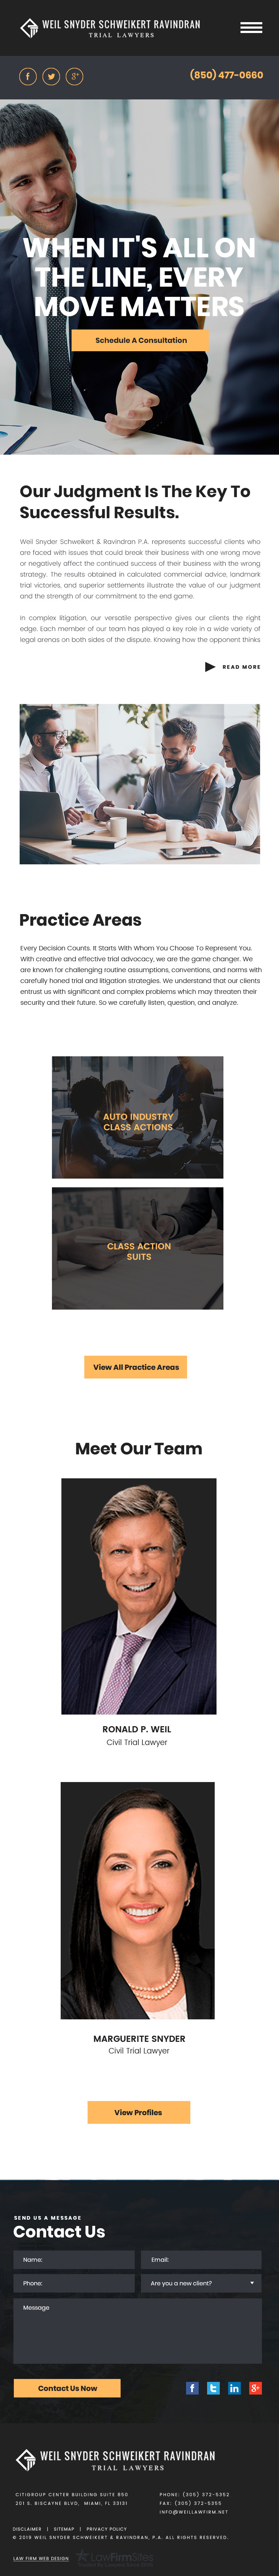 WEIL SNYDER SCHWEIKERT RAVINDRAN
TRIAL LAWYERS
(850) 477-0660
WHEN IT'S ALL ON
THE LINE, EVERY
MOVE MATTERS
Schedule A Consultation
Our Judgment Is The Key To
Successful Results.
Weil Snyder Schweikert & Ravindran P.A. represents successful clients who
are faced with issues that could break their business with one wrong move
or negatively affect the continued success of their business with the wrong
strategy. The results obtained in calculated commercial advice, landmark
trial victories, and superior settlements illustrate the value of our judgment
and the strength of our commitment to the end game.
In complex litigation, our versatile perspective gives our clients the right
edge. Each member of our team has played a key role in a wide variety of
legal arenas on both sides of the dispute. Knowing how the opponent thinks
READ MORE
Practice Areas
Every Decision Counts. It Starts With Whom You Choose To Represent You.
With creative and effective trial advocacy, we are the game changer. We
are known for challenging routine assumptions, conventions, and norms with
carefully honed trial and litigation strategies. We understand that our clients
entrust us with significant and complex problems which may threaten their
security and their future. So we carefully listen, question, and analyze.
AUTO INDUSTRY
CLASS ACTIONS
CLASS ACTION
SUITS
View All Practice Areas
Meet Our Team
RONALD P. WEIL
Civil Trial Lawyer
MARGUERITE SNYDER
Civil Trial Lawyer
View Profiles
SEND US A MESSAGE
Contact Us
Name: Email:
Phone: Are you a new client?
Message
Contact Us Now
WEIL SNYDER SCHWEIKERT RAVINDRAN
TRIAL LAWYERS
CITIGROUP CENTER BUILDING SUITE 850 PHONE: (305) 372-5352
201 S. BISCAYNE BLVD, MIAMI, FL 33131 FAX: (305) 372-5355
INFO@WEILLAWFIRM.NET
DISCLAIMER | SITEMAP | PRIVACY POLICY
© 2019 WEIL SNYDER SCHWEIKERT & RAVINDRAN, P.A. ALL RIGHTS RESERVED.
LAW FIRM WEB DESIGN LawFirmSites